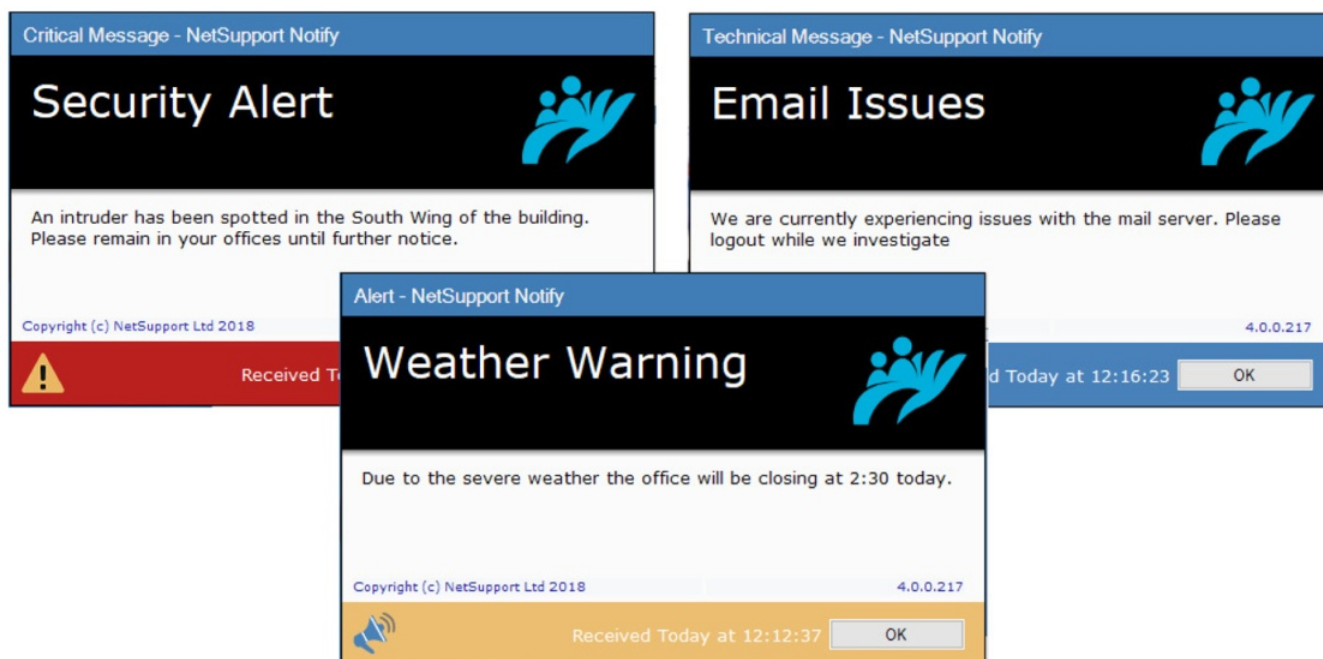 Critical Message - NetSupport Notify
Security Alert
An intruder has been spotted in the South Wing of the building.
Please remain in your offices until further notice.
Copyright (c) NetSupport Ltd 2018
Received
Technical Message - NetSupport Notify
Email Issues
We are currently experiencing issues with the mail server. Please
logout while we investigate
4.0.0.217
Today at 12:16:23
OK
Alert - NetSupport Notify
Weather Warning
Due to the severe weather the office will be closing at 2:30 today.
Copyright (c) NetSupport Ltd 2018
4.0.0.217
Received Today at 12:12:37
OK